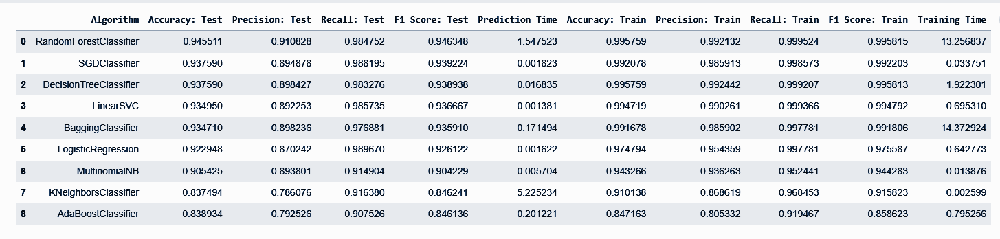 Algorithm Accuracy: Test Precision: Test Recall: Test F1 Score: Test Prediction Time Accuracy: Train Precision: Train Recall: Train F1 Score: Train Training Time
0 RandomForestClassifier 0.945511 0.910828 0.984752 0.946348 1.547523 0.995759 0.992132 0.999524 0.995815 13.256837
1 SGDClassifier 0.937590 0.894878 0.988195 0.939224 0.001823 0.992078 0.985913 0.998573 0.992203 0.033751
2 DecisionTreeClassifier 0.937590 0.898427 0.983276 0.938938 0.016835 0.995759 0.992442 0.999207 0.995813 1.922301
3 LinearSVC 0.934950 0.892253 0.985735 0.936667 0.001381 0.994719 0.990261 0.999366 0.994792 0.695310
4 BaggingClassifier 0.934710 0.898236 0.976881 0.935910 0.171494 0.991678 0.985902 0.997781 0.991806 14.372924
5 LogisticRegression 0.922948 0.870242 0.989670 0.926122 0.001622 0.974794 0.954359 0.997781 0.975587 0.642773
6 MultinomialNB 0.905425 0.893801 0.914904 0.904229 0.005704 0.943266 0.936263 0.952441 0.944283 0.013876
7 KNeighborsClassifier 0.837494 0.786076 0.916380 0.846241 5.225234 0.910138 0.868619 0.968453 0.915823 0.002599
8 AdaBoostClassifier 0.838934 0.792526 0.907526 0.846136 0.201221 0.847163 0.805332 0.919467 0.858623 0.795256